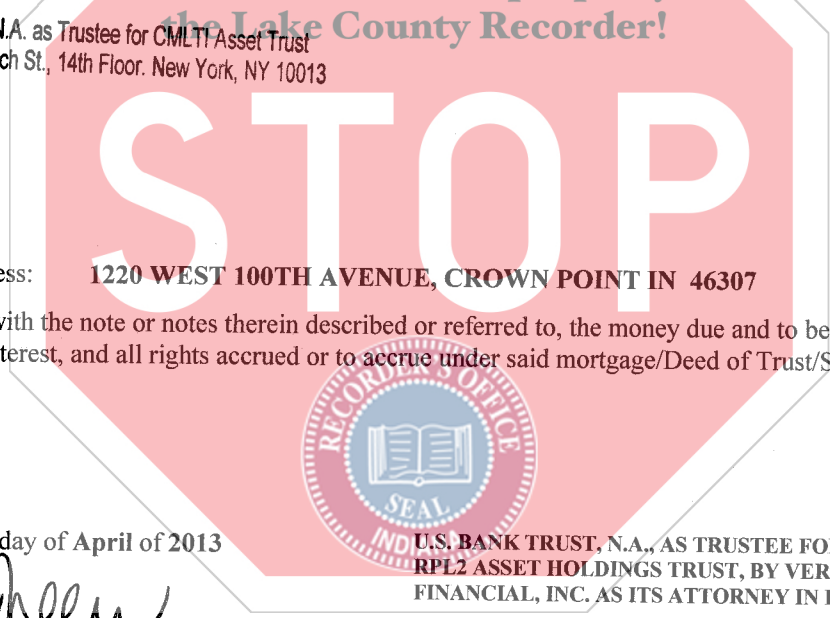 the Lake County Recorder!
N.A. as Trustee for CMLTI Asset Trust
ch St., 14th Floor. New York, NY 10013
STOP
ess: 1220 WEST 100TH AVENUE, CROWN POINT IN 46307
with the note or notes therein described or referred to, the money due and to be
terest, and all rights accrued or to accrue under said mortgage/Deed of Trust/S
RECORDER'S OFFICE
SEAL
INDIANA
day of April of 2013
U.S. BANK TRUST, N.A., AS TRUSTEE FO
RPL2 ASSET HOLDINGS TRUST, BY VER
FINANCIAL, INC. AS ITS ATTORNEY IN